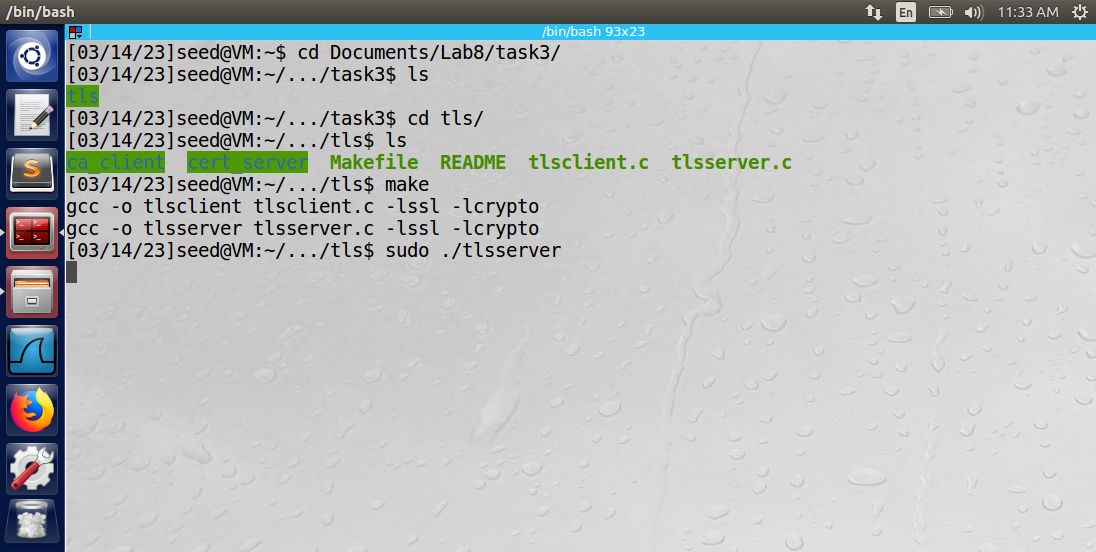 /bin/bash
En
11:33 AM
/bin/bash 93x23
[03/14/23]seed@VM:~$ cd Documents/Lab8/task3/
[03/14/23]seed@VM:~/.../task3$ ls
tls
[03/14/23]seed@VM:~/.../task3$ cd tls/
[03/14/23]seed@VM:~/.../tls$ ls
ca_client  cert_server  Makefile  README  tlsclient.c  tlsserver.c
[03/14/23]seed@VM:~/.../tls$ make
gcc -o tlsclient tlsclient.c -lssl -lcrypto
gcc -o tlsserver tlsserver.c -lssl -lcrypto
[03/14/23]seed@VM:~/.../tls$ sudo ./tlsserver